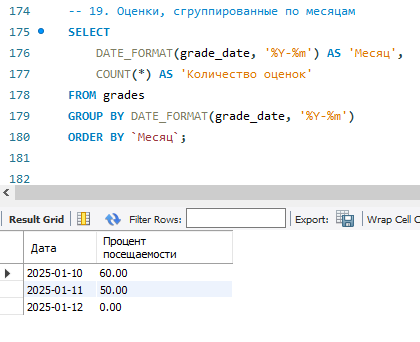 174 -- 19. Оценки, сгруппированные по месяцам
175 SELECT
176 DATE_FORMAT(grade_date, '%Y-%m') AS 'Месяц',
177 COUNT(*) AS 'Количество оценок'
178 FROM grades
179 GROUP BY DATE_FORMAT(grade_date, '%Y-%m')
180 ORDER BY `Месяц`;
181
182
Result Grid Filter Rows: Export: Wrap Cell C
Дата Процент посещаемости
2025-01-10 60.00
2025-01-11 50.00
2025-01-12 0.00